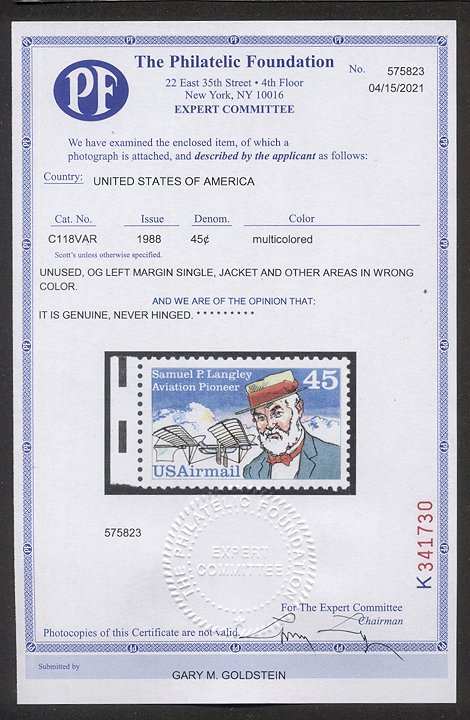 PF
The Philatelic Foundation
22 East 35th Street • 4th Floor
New York, NY 10016
EXPERT COMMITTEE
No. 575823
04/15/2021
We have examined the enclosed item, of which a
photograph is attached, and described by the applicant as follows:
Country: UNITED STATES OF AMERICA
Cat. No. Issue Denom. Color
C118VAR 1988 45¢ multicolored
Scott's unless otherwise specified.
UNUSED, OG LEFT MARGIN SINGLE, JACKET AND OTHER AREAS IN WRONG
COLOR.
AND WE ARE OF THE OPINION THAT:
IT IS GENUINE, NEVER HINGED. * * * * * * * * *
Samuel P. Langley
Aviation Pioneer
45
USAirmail
575823
THE PHILATELIC FOUNDATION
EXPERT
COMMITTEE
K 341730
For The Expert Committee
Chairman
Photocopies of this Certificate are not valid.
Submitted by
GARY M. GOLDSTEIN